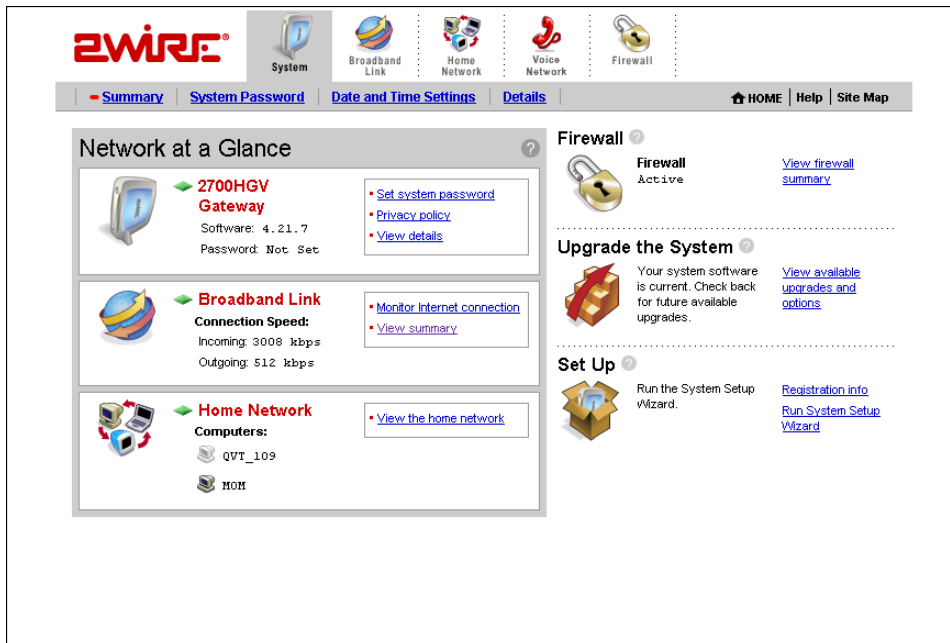 2WIRE®
System
Broadband
Link
Home
Network
Voice
Network
Firewall
Summary
System Password
Date and Time Settings
Details
HOME
Help
Site Map
Network at a Glance
?
2700HGV
Gateway
Software: 4.21.7
Password: Not Set
Set system password
Privacy policy
View details
Broadband Link
Connection Speed:
Incoming: 3008 kbps
Outgoing: 512 kbps
Monitor Internet connection
View summary
Home Network
Computers:
QVT_109
MOM
View the home network
Firewall ?
Firewall
Active
View firewall
summary
Upgrade the System ?
Your system software
is current. Check back
for future available
upgrades.
View available
upgrades and
options
Set Up ?
Run the System Setup
Wizard.
Registration info
Run System Setup
Wizard